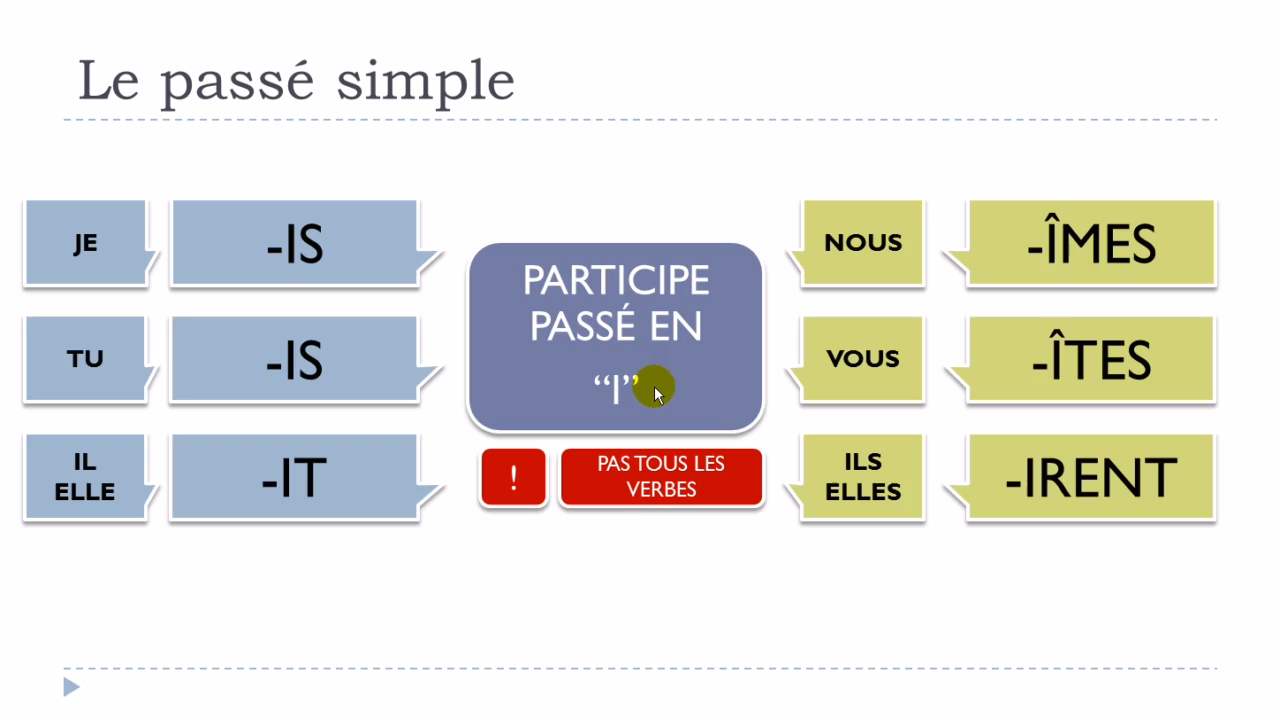 Le passé simple
JE
-IS
TU
-IS
IL
ELLE
-IT
PARTICIPE
PASSÉ EN
“I”
!
PAS TOUS LES
VERBES
NOUS
-ÎMES
VOUS
-ÎTES
ILS
ELLES
-IRENT